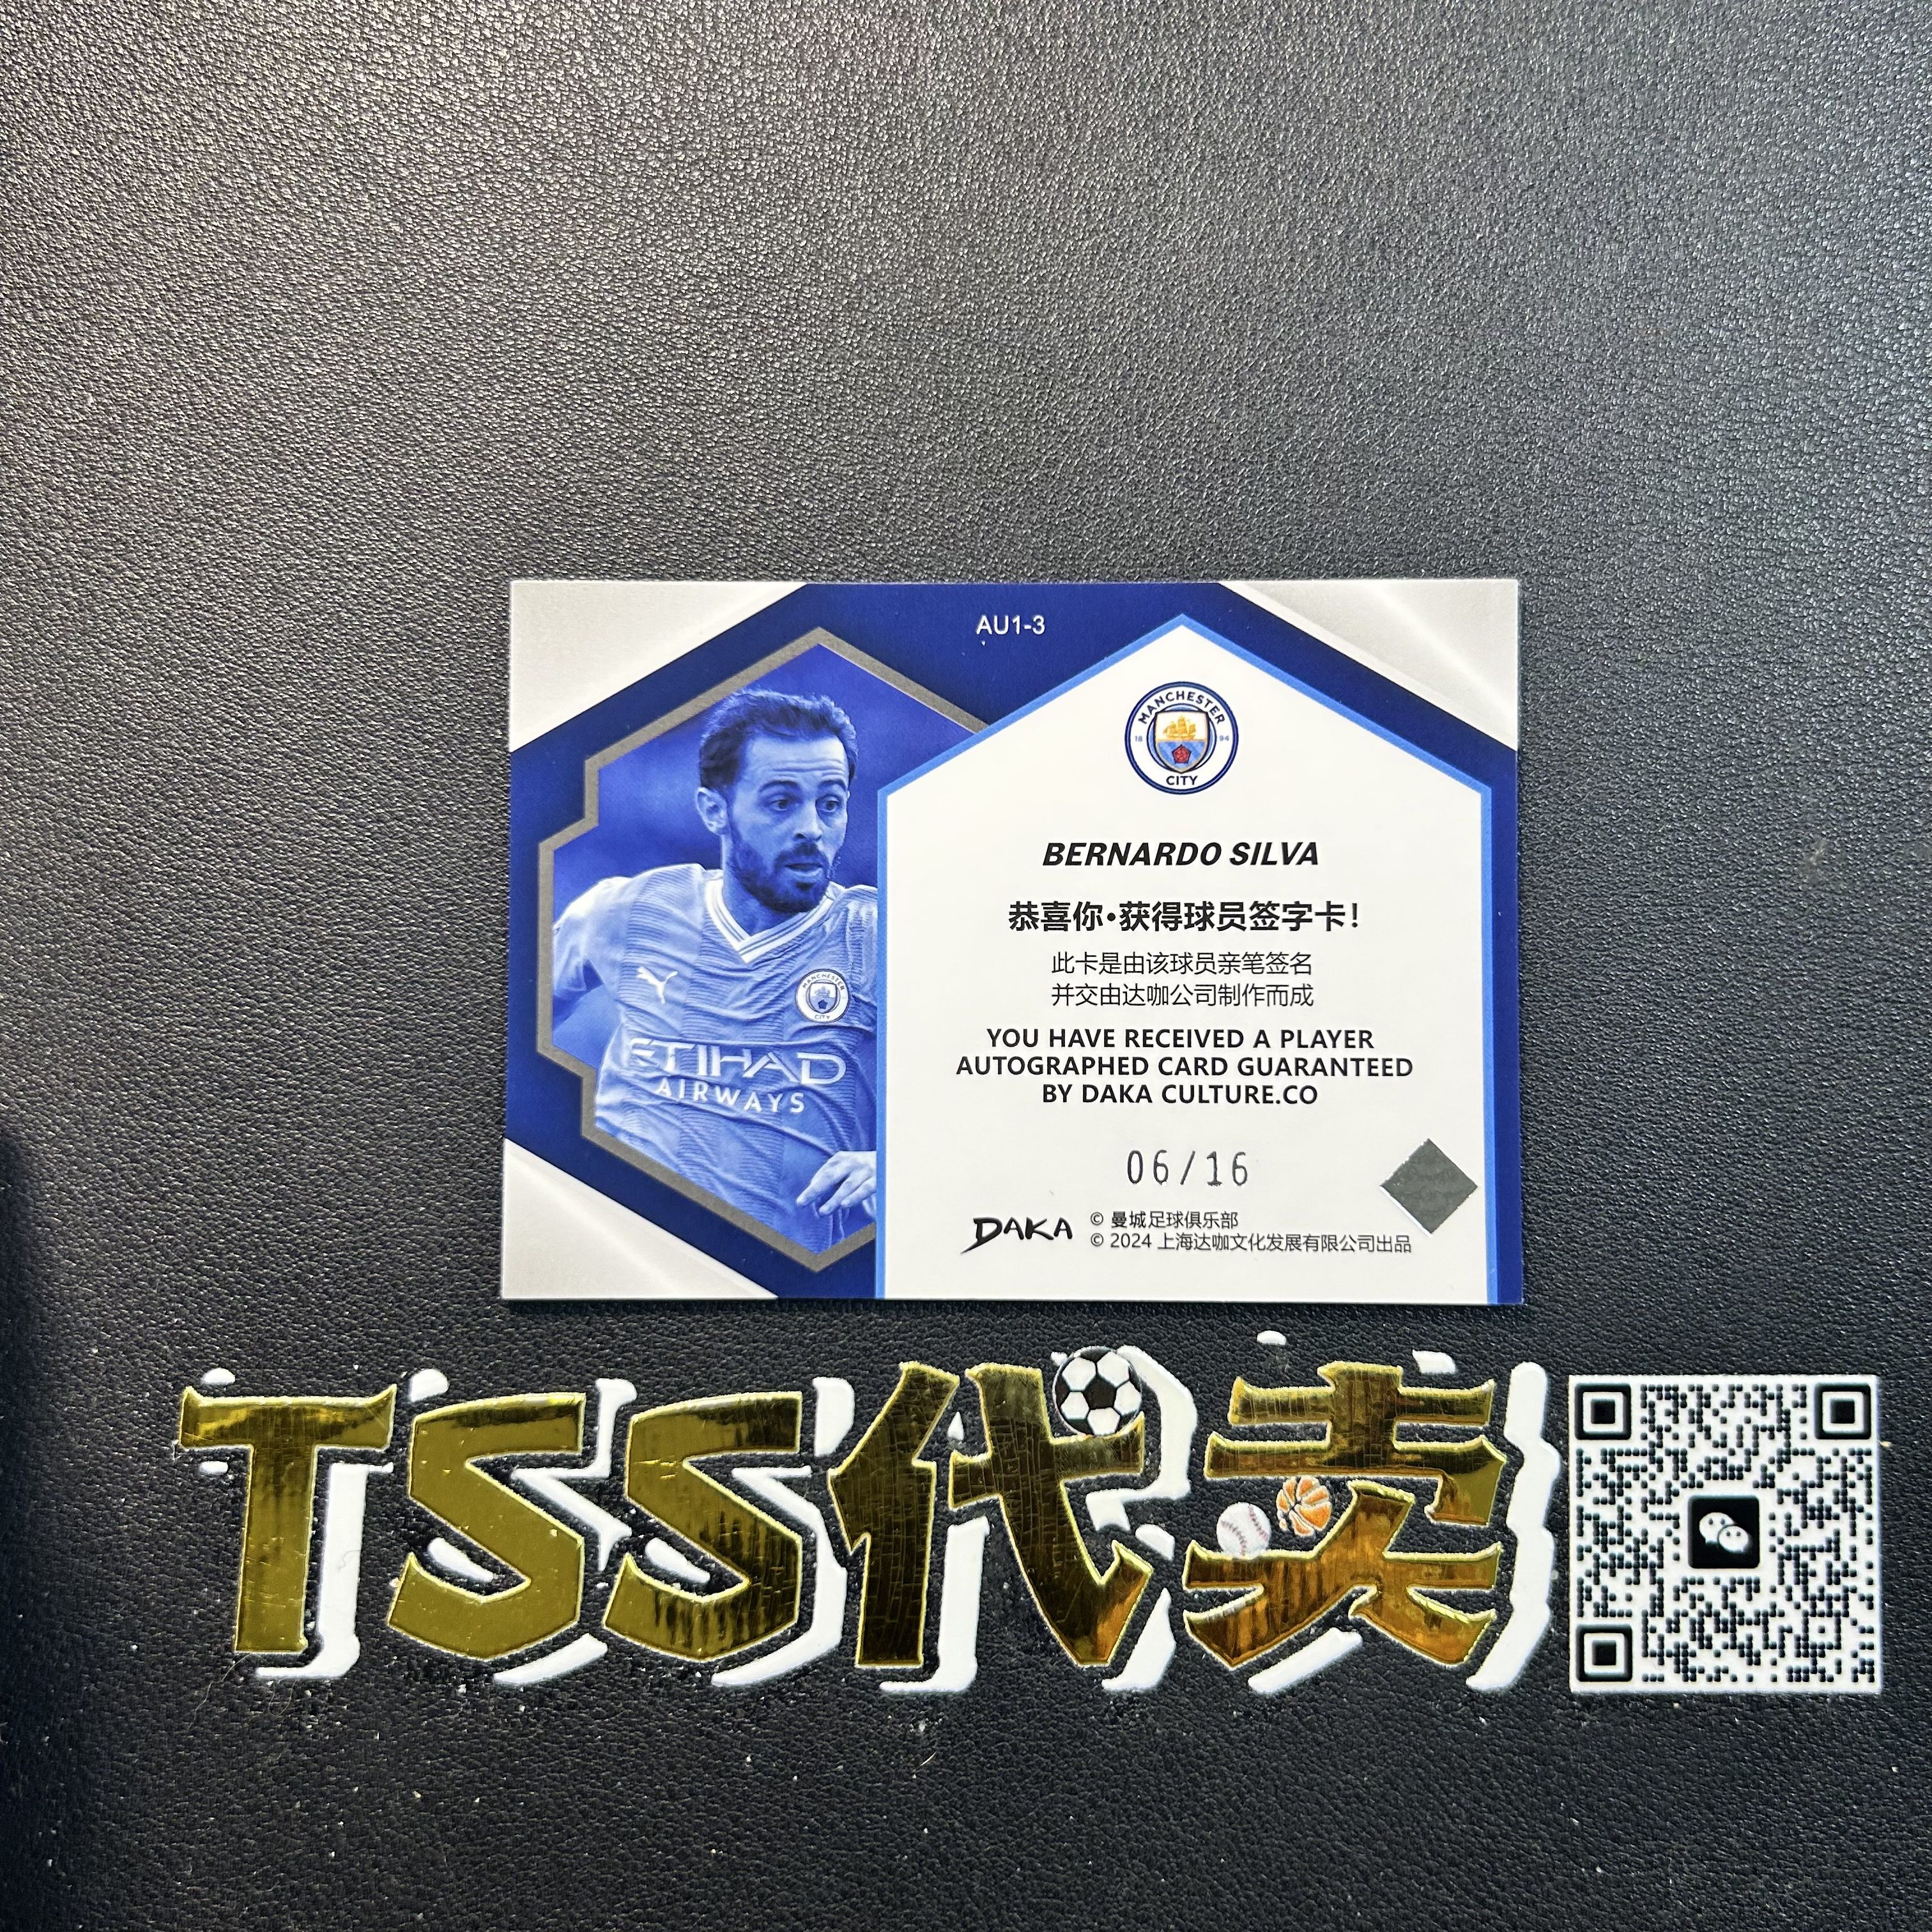 AU1-3
MANCHESTER
18 94
CITY
BERNARDO SILVA
恭喜你·获得球员签字卡!
此卡是由该球员亲笔签名
并交由达咖公司制作而成
YOU HAVE RECEIVED A PLAYER
AUTOGRAPHED CARD GUARANTEED
BY DAKA CULTURE.CO
06/16
DAKA
© 曼城足球俱乐部
© 2024 上海达咖文化发展有限公司出品
MANCHESTER
CITY
ETIHAD
AIRWAYS
TSS代卖